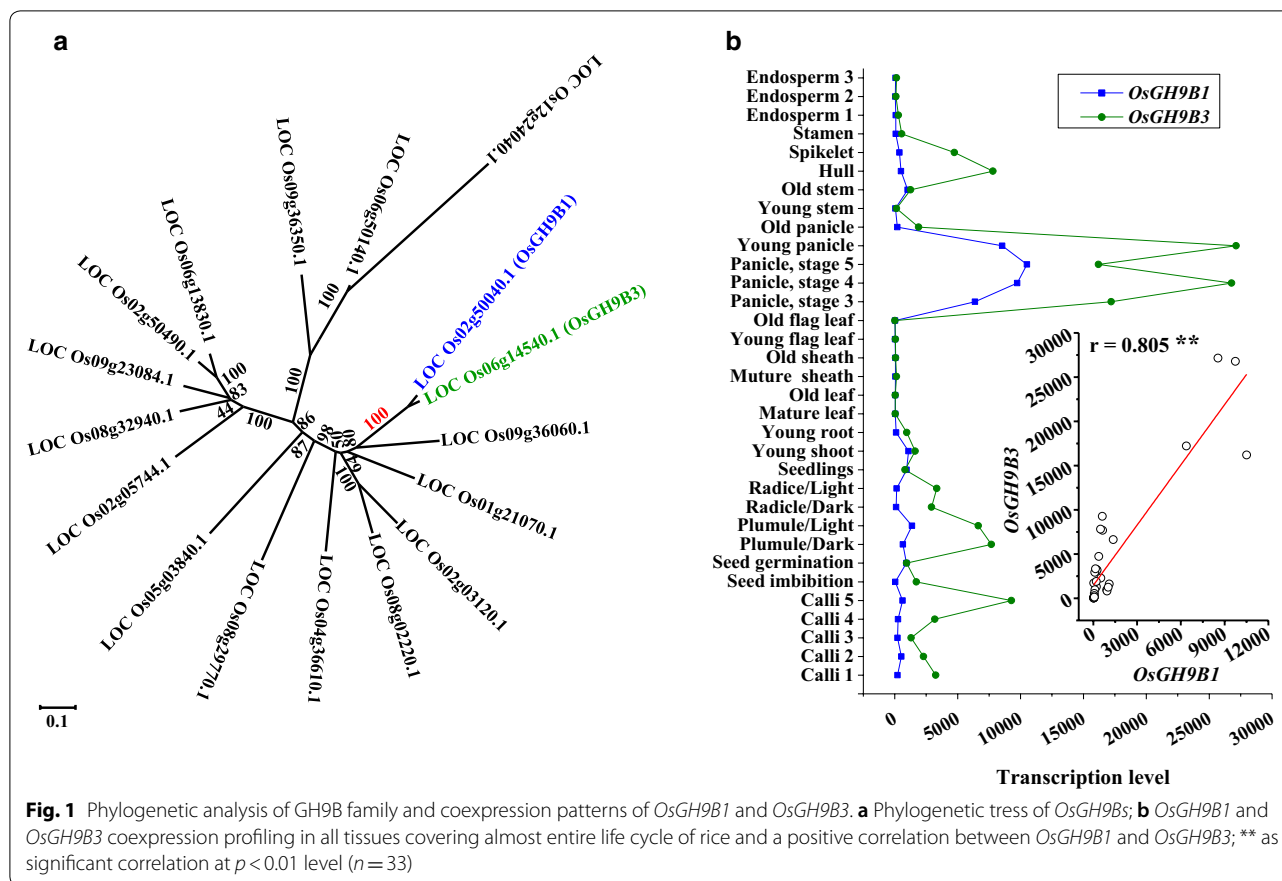 a
LOC Os12g24040.1
LOC Os06g50140.1
LOC Os09g36350.1
LOC Os06g13830.1
LOC Os02g50490.1
LOC Os09g23084.1
LOC Os08g32940.1
LOC Os02g05744.1
LOC Os05g03840.1
LOC Os08g29770.1
LOC Os04g36610.1
LOC Os08g02220.1
LOC Os02g03120.1
LOC Os01g21070.1
LOC Os09g36060.1
LOC Os06g14540.1 (OsGH9B3)
LOC Os02g50040.1 (OsGH9B1)
100
100
100
83
44
100
86
87
98
50
80
64
100
100
0.1
b
OsGH9B1
OsGH9B3
Endosperm 3
Endosperm 2
Endosperm 1
Stamen
Spikelet
Hull
Old stem
Young stem
Old panicle
Young panicle
Panicle, stage 5
Panicle, stage 4
Panicle, stage 3
Old flag leaf
Young flag leaf
Old sheath
Muture sheath
Old leaf
Mature leaf
Young root
Young shoot
Seedlings
Radice/Light
Radicle/Dark
Plumule/Light
Plumule/Dark
Seed germination
Seed imbibition
Calli 5
Calli 4
Calli 3
Calli 2
Calli 1
0 5000 10000 15000 20000 25000 30000
Transcription level
r = 0.805 **
30000
25000
20000
15000
10000
5000
0
OsGH9B3
0 3000 6000 9000 12000
OsGH9B1
Fig. 1 Phylogenetic analysis of GH9B family and coexpression patterns of OsGH9B1 and OsGH9B3. a Phylogenetic tress of OsGH9Bs; b OsGH9B1 and
OsGH9B3 coexpression profiling in all tissues covering almost entire life cycle of rice and a positive correlation between OsGH9B1 and OsGH9B3; ** as
significant correlation at p < 0.01 level (n = 33)